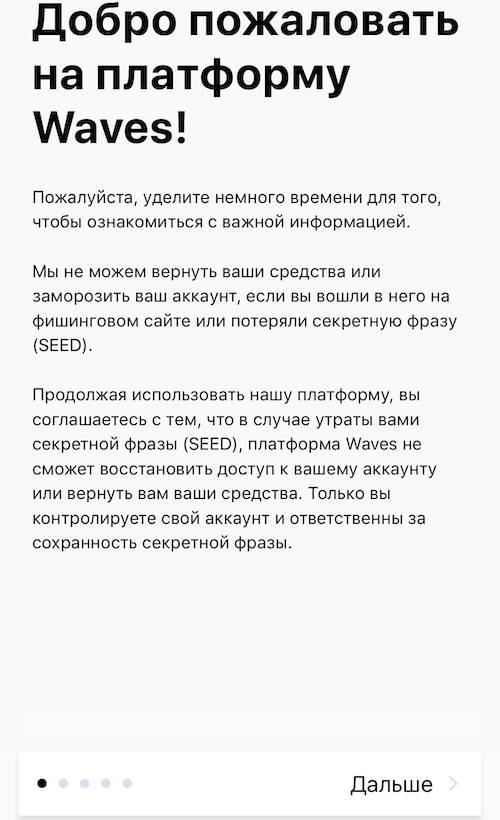 Добро пожаловать
на платформу
Waves!
Пожалуйста, уделите немного времени для того,
чтобы ознакомиться с важной информацией.
Мы не можем вернуть ваши средства или
заморозить ваш аккаунт, если вы вошли в него на
фишинговом сайте или потеряли секретную фразу
(SEED).
Продолжая использовать нашу платформу, вы
соглашаетесь с тем, что в случае утраты вами
секретной фразы (SEED), платформа Waves не
сможет восстановить доступ к вашему аккаунту
или вернуть вам ваши средства. Только вы
контролируете свой аккаунт и ответственны за
сохранность секретной фразы.
Дальше